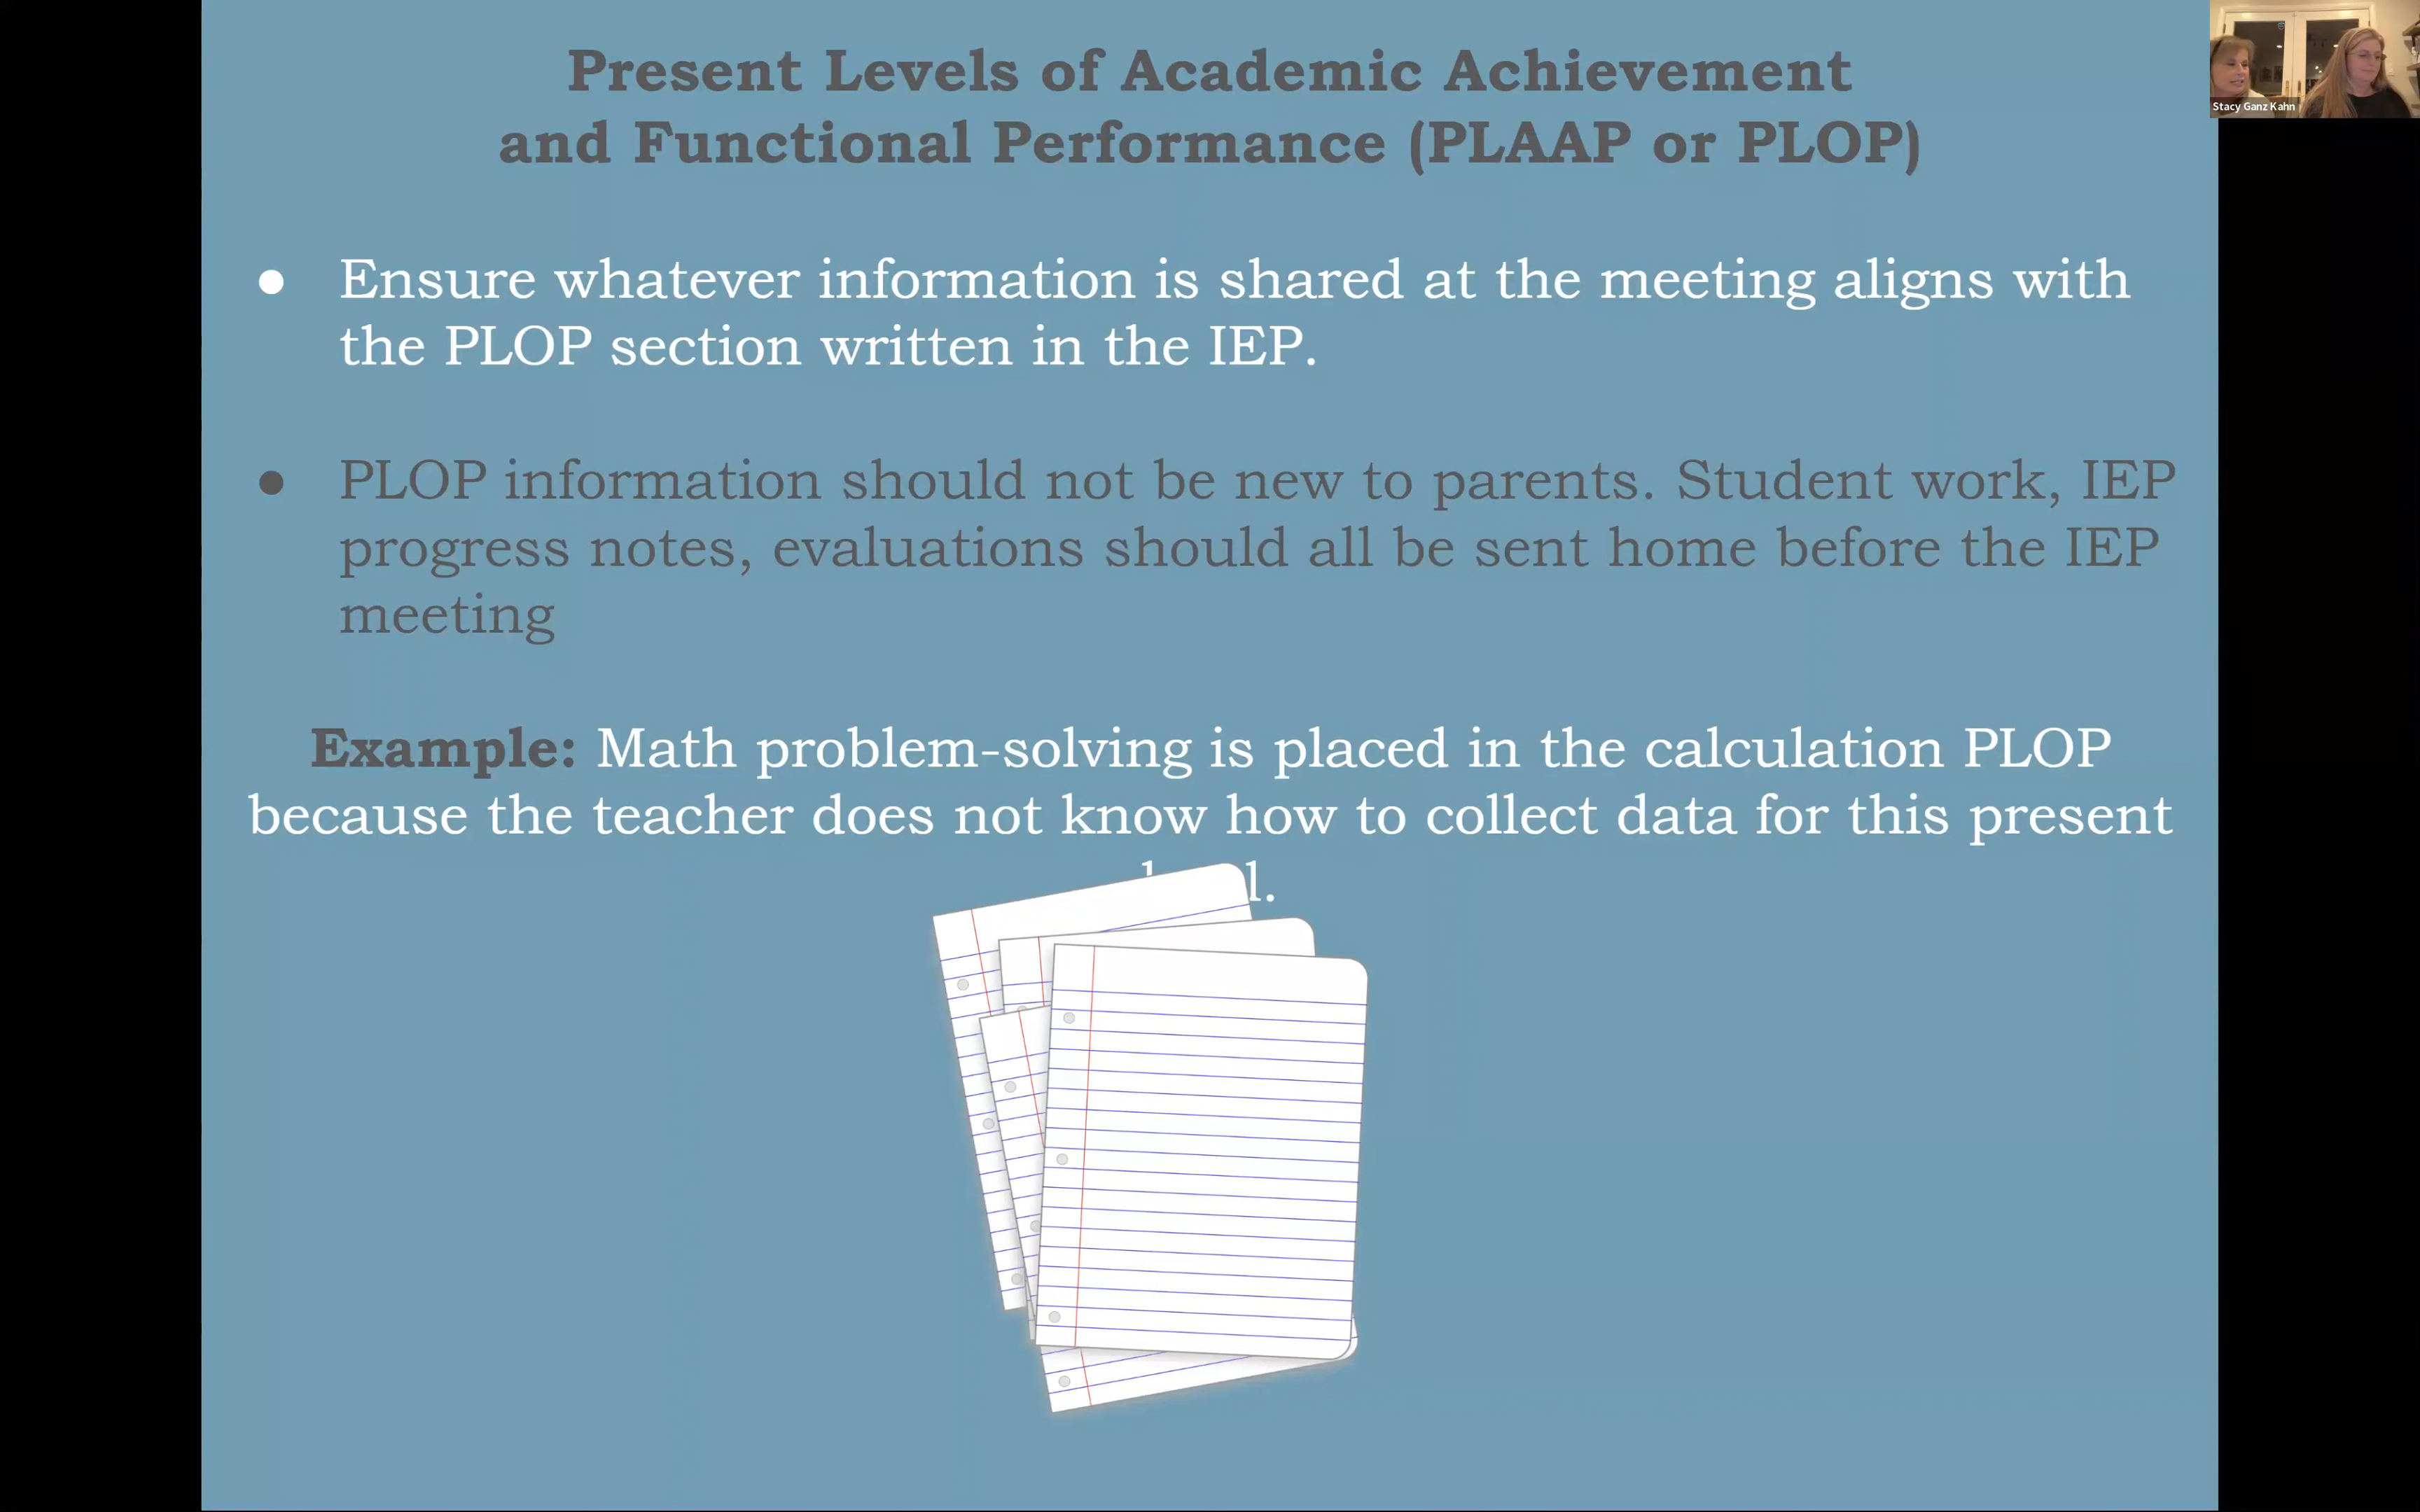 Present Levels of Academic Achievement
and Functional Performance (PLAAP or PLOP)
● Ensure whatever information is shared at the meeting aligns with
the PLOP section written in the IEP.
● PLOP information should not be new to parents. Student work, IEP
progress notes, evaluations should all be sent home before the IEP
meeting
Example: Math problem-solving is placed in the calculation PLOP
because the teacher does not know how to collect data for this present
Stacy Ganz Kahn